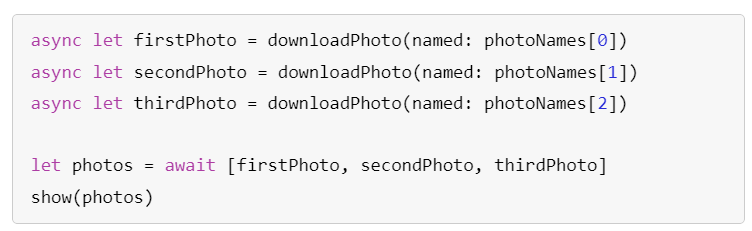 async let firstPhoto = downloadPhoto(named: photoNames[0])
async let secondPhoto = downloadPhoto(named: photoNames[1])
async let thirdPhoto = downloadPhoto(named: photoNames[2])
let photos = await [firstPhoto, secondPhoto, thirdPhoto]
show(photos)